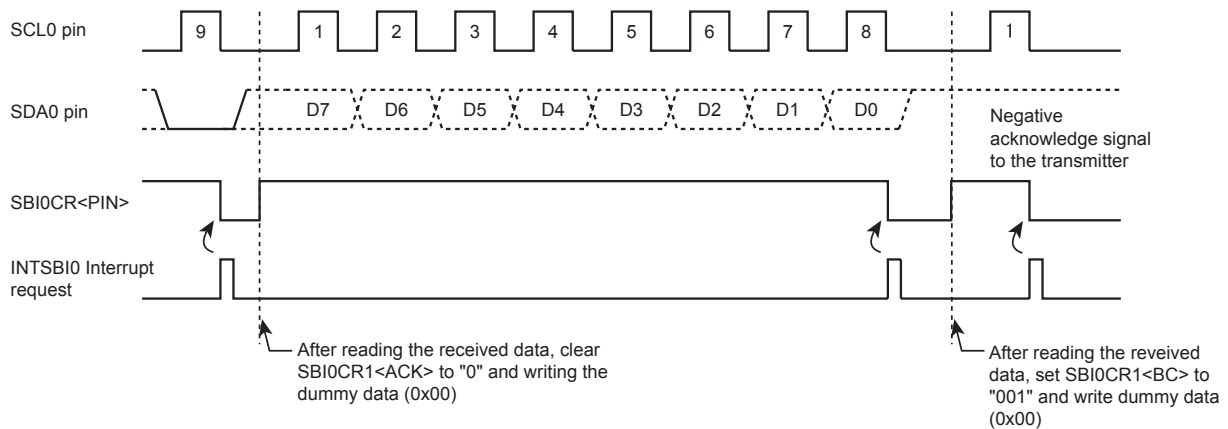 SCL0 pin
9 1 2 3 4 5 6 7 8 1
SDA0 pin
D7 D6 D5 D4 D3 D2 D1 D0
Negative
acknowledge signal
to the transmitter
SBI0CR<PIN>
INTSBI0 Interrupt
request
After reading the received data, clear
SBI0CR1<ACK> to "0" and writing the
dummy data (0x00)
After reading the reveived
data, set SBI0CR1<BC> to
"001" and write dummy data
(0x00)